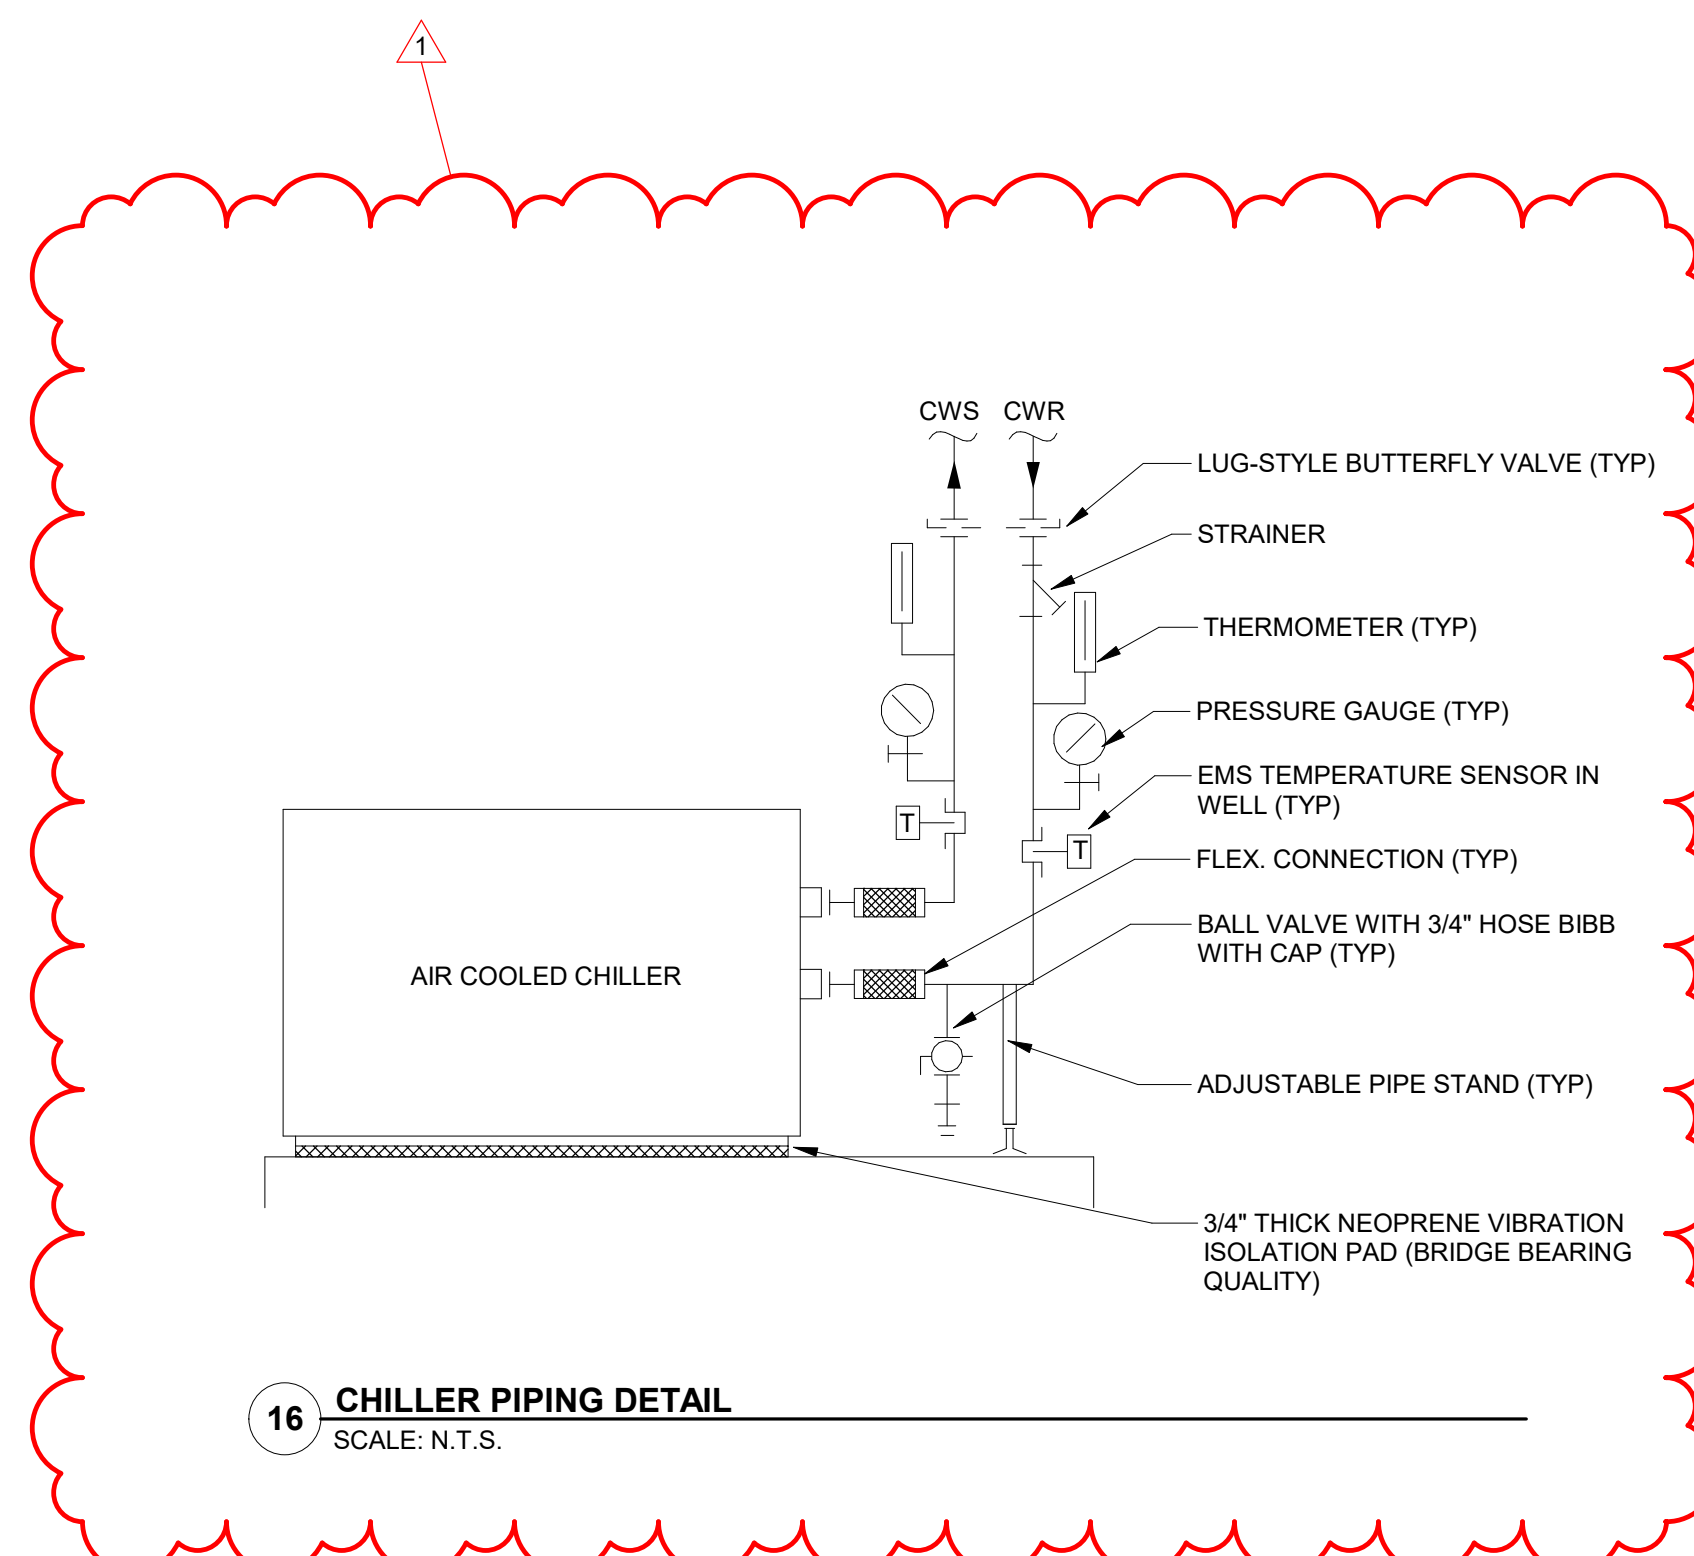 1
CWS CWR
LUG-STYLE BUTTERFLY VALVE (TYP)
STRAINER
THERMOMETER (TYP)
PRESSURE GAUGE (TYP)
EMS TEMPERATURE SENSOR IN
WELL (TYP)
T
T
FLEX. CONNECTION (TYP)
BALL VALVE WITH 3/4" HOSE BIBB
WITH CAP (TYP)
AIR COOLED CHILLER
ADJUSTABLE PIPE STAND (TYP)
3/4" THICK NEOPRENE VIBRATION
ISOLATION PAD (BRIDGE BEARING
QUALITY)
16 CHILLER PIPING DETAIL
SCALE: N.T.S.